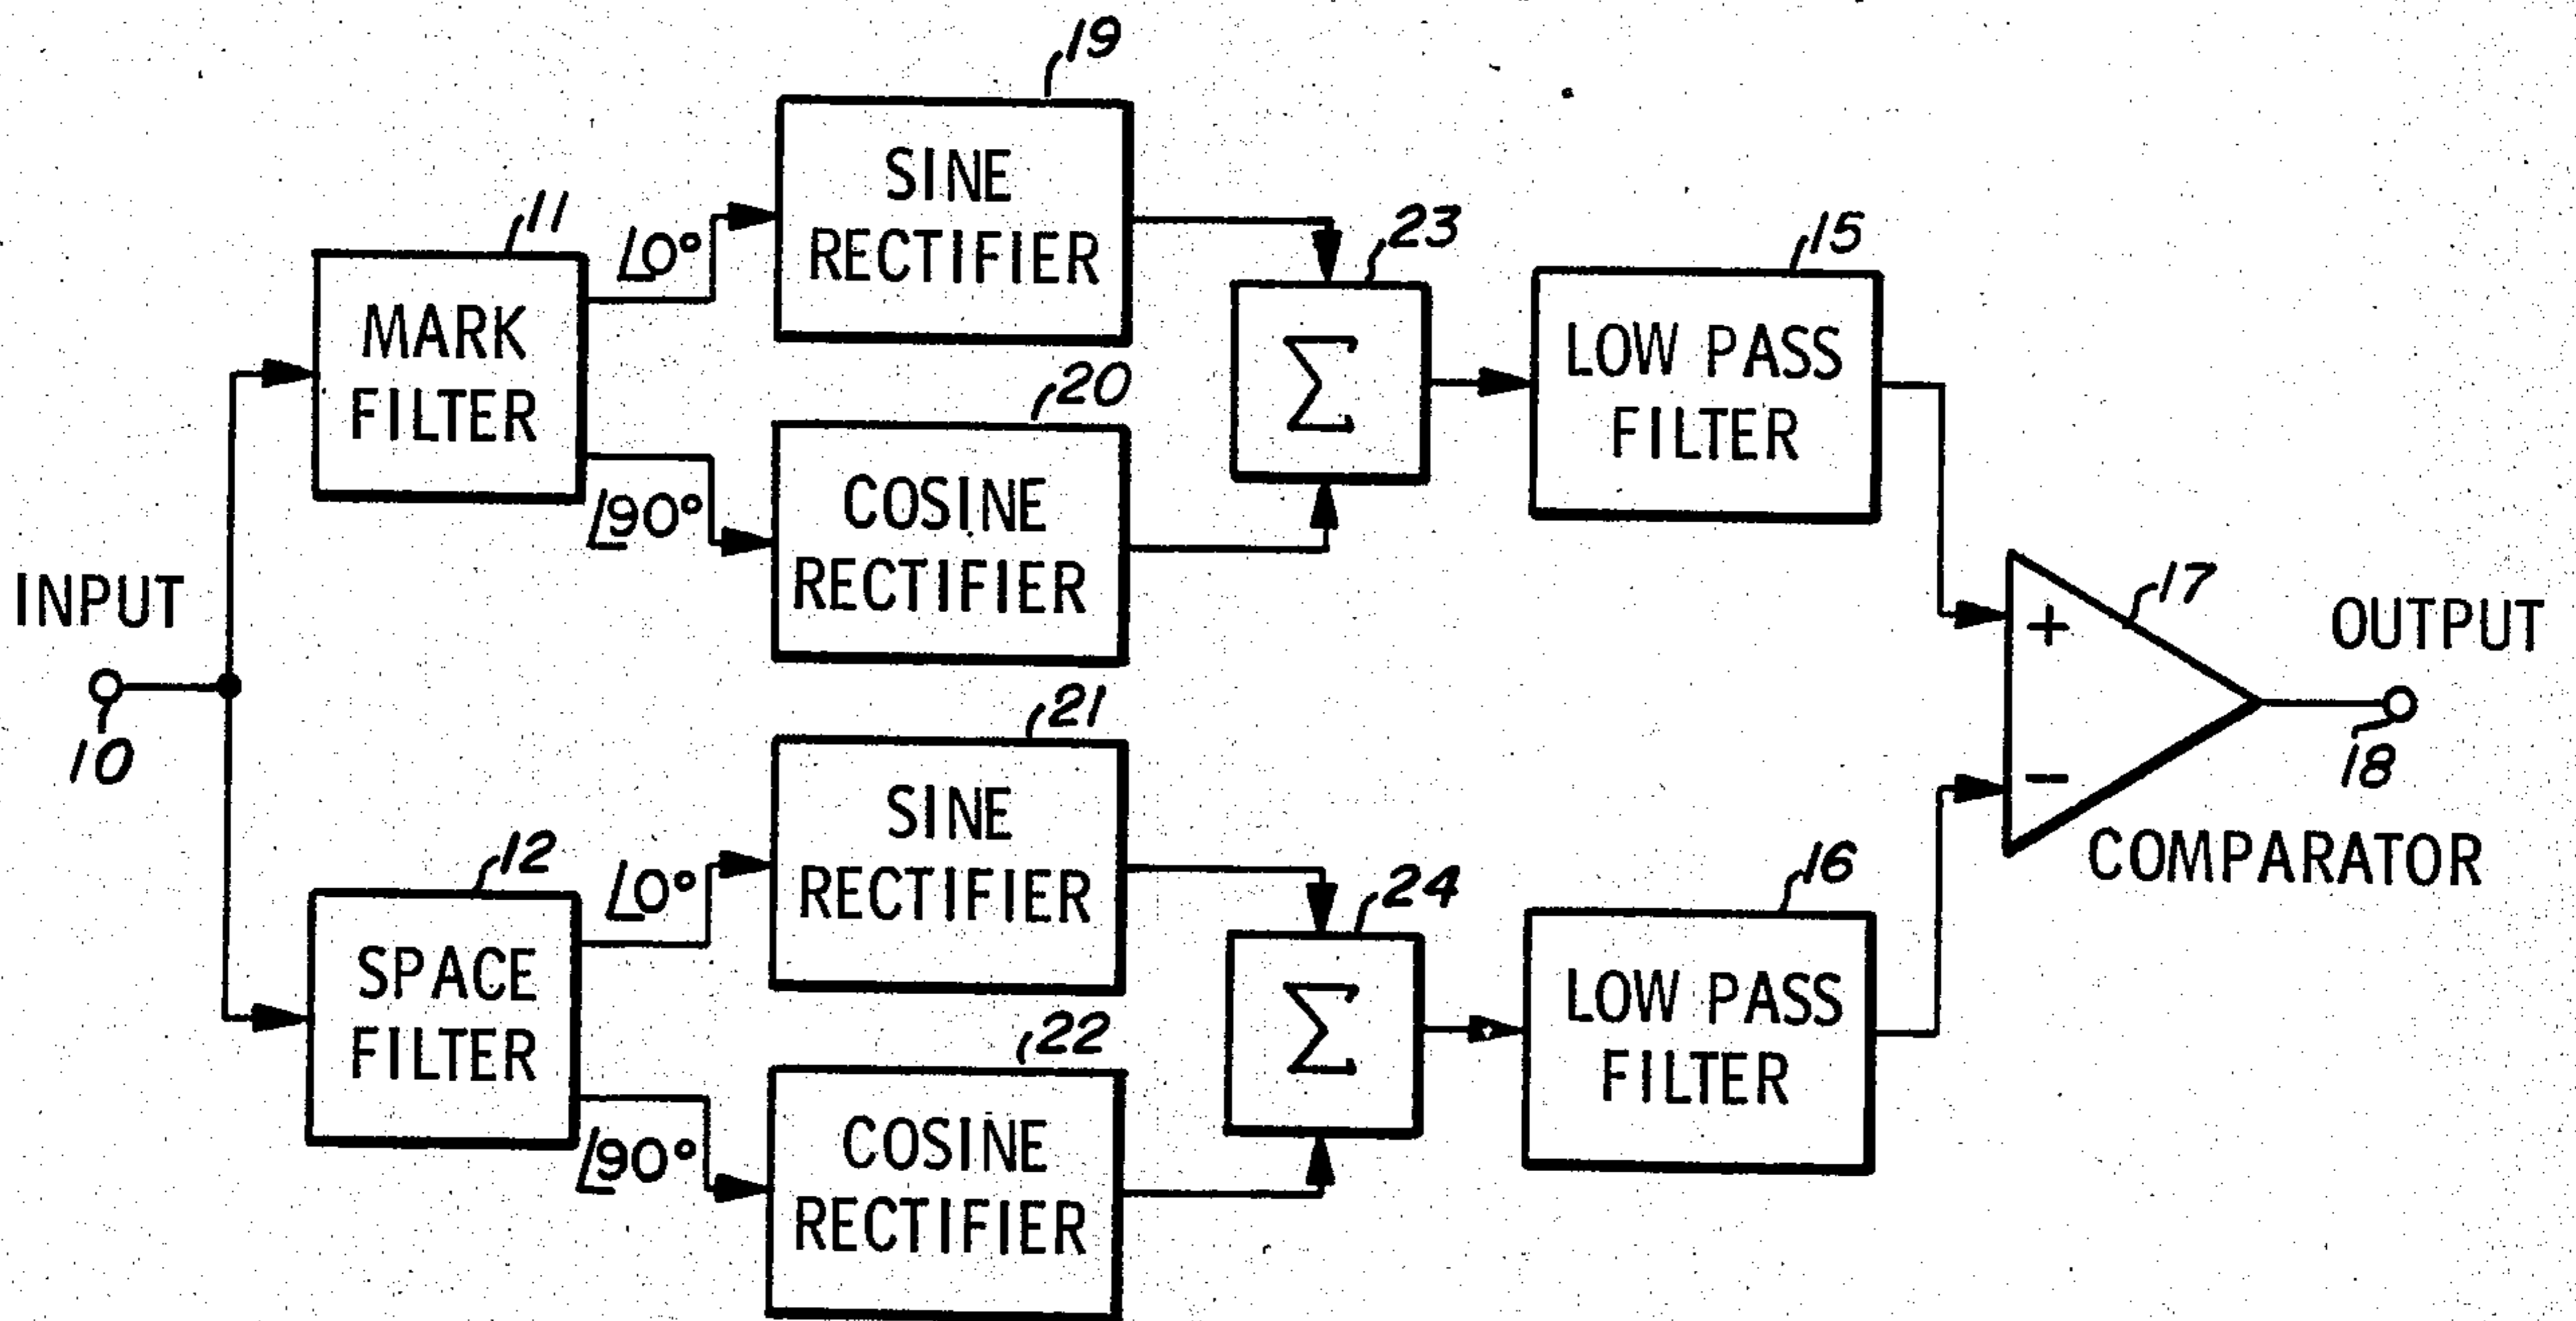 19
SINE
RECTIFIER
11
∠0°
23
15
MARK
FILTER
Σ
LOW PASS
FILTER
20
∠90°
COSINE
RECTIFIER
INPUT
10
17
+
−
COMPARATOR
OUTPUT
18
21
SINE
RECTIFIER
12
∠0°
24
16
SPACE
FILTER
Σ
LOW PASS
FILTER
22
∠90°
COSINE
RECTIFIER